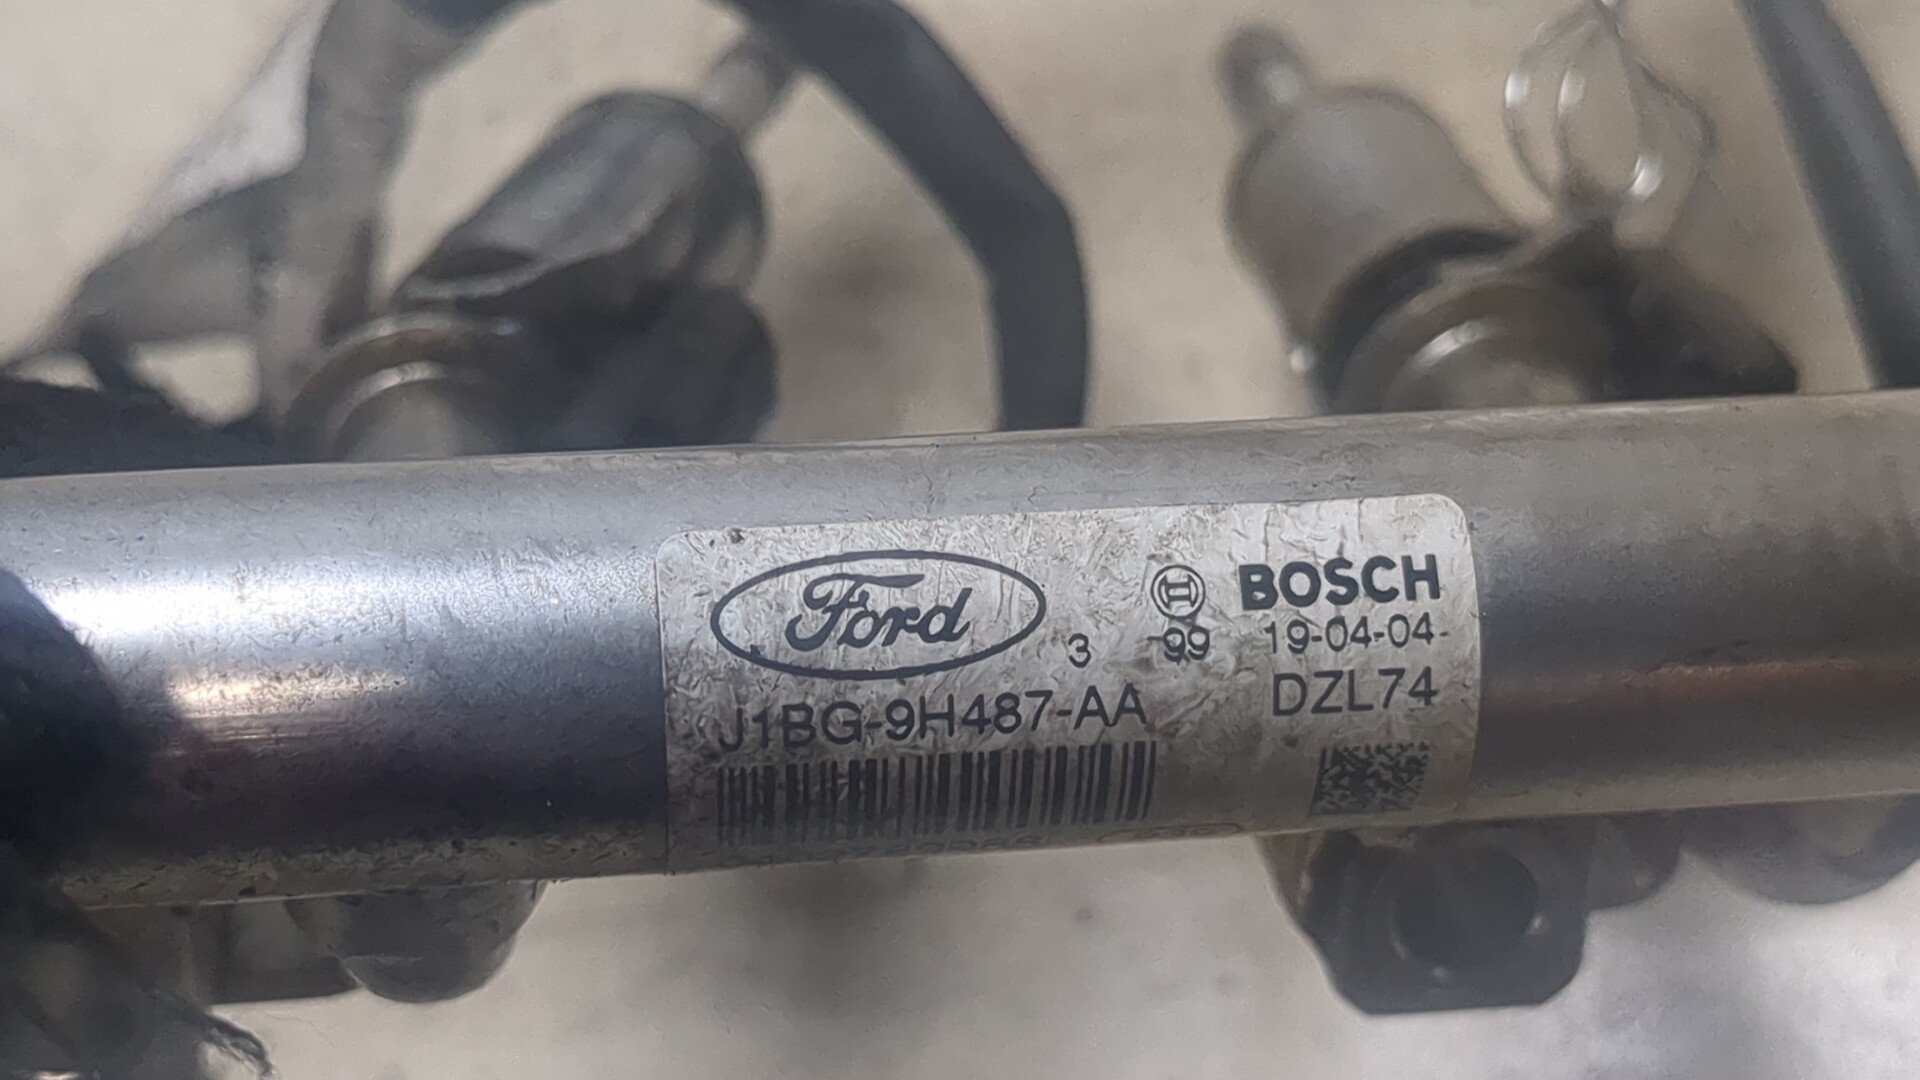 Ford
3
99
BOSCH
19-04-04-
DZL74
J1BG-9H487-AA